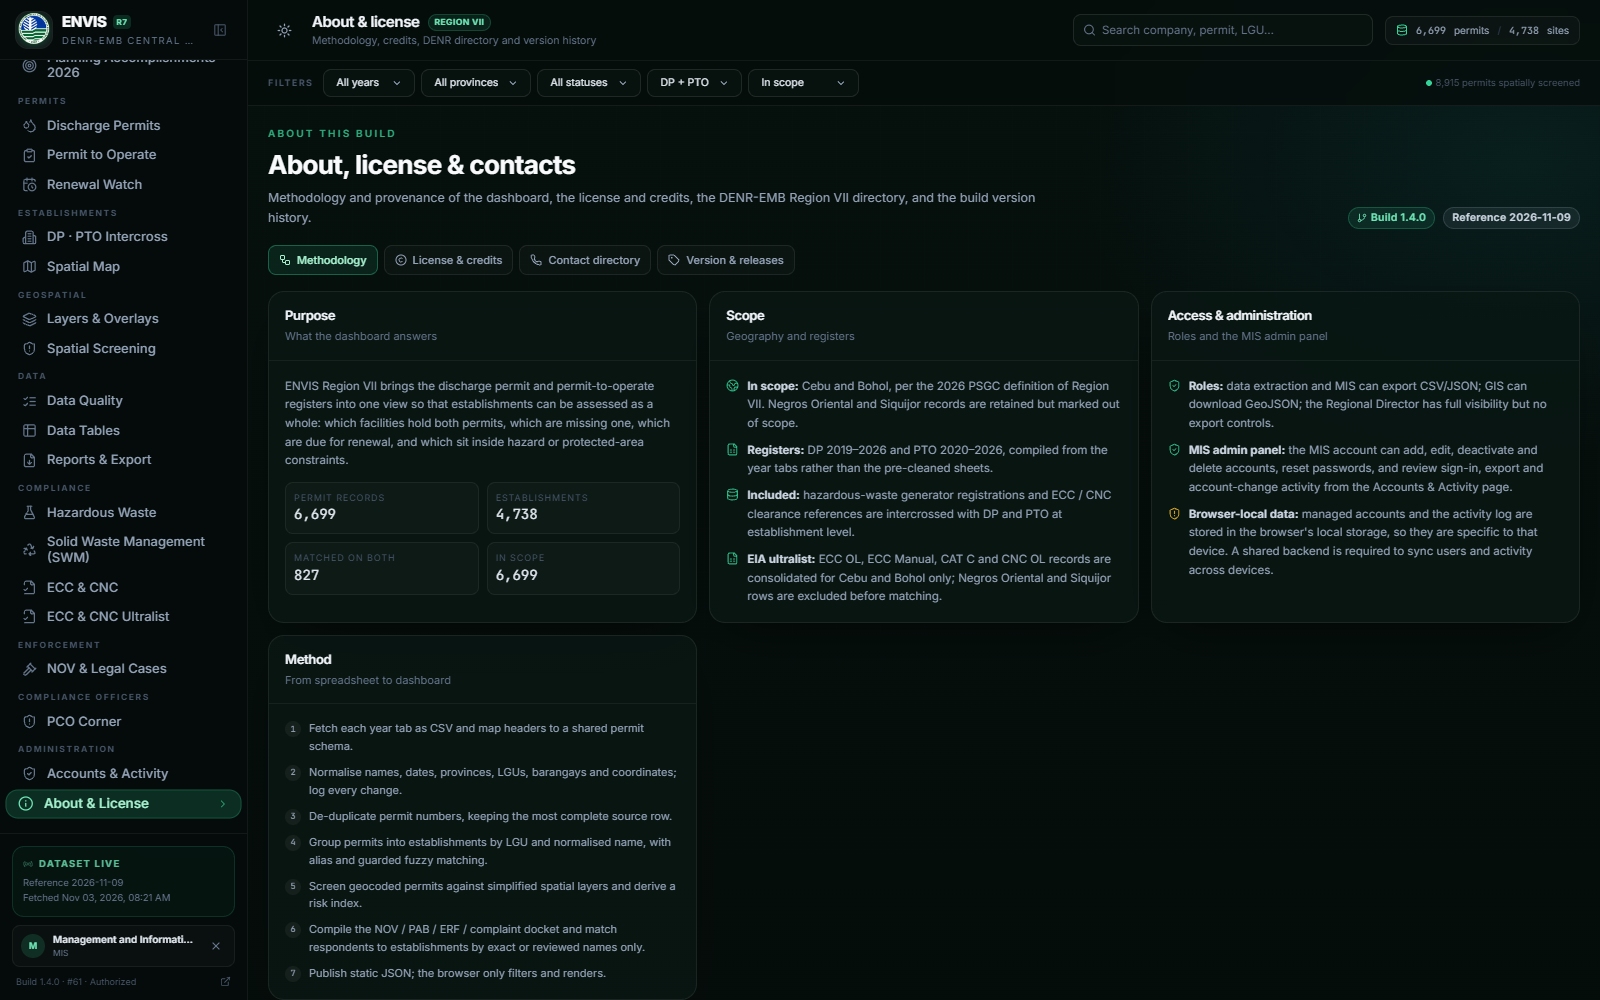 ENVIS R7
DENR-EMB CENTRAL ...
Planning Accomplishments
2026
PERMITS
Discharge Permits
Permit to Operate
Renewal Watch
ESTABLISHMENTS
DP · PTO Intercross
Spatial Map
GEOSPATIAL
Layers & Overlays
Spatial Screening
DATA
Data Quality
Data Tables
Reports & Export
COMPLIANCE
Hazardous Waste
Solid Waste Management
(SWM)
ECC & CNC
ECC & CNC Ultralist
ENFORCEMENT
NOV & Legal Cases
COMPLIANCE OFFICERS
PCO Corner
ADMINISTRATION
Accounts & Activity
About & License
DATASET LIVE
Reference 2026-11-09
Fetched Nov 03, 2026, 08:21 AM
M
Management and Informati...
MIS
Build 1.4.0 · #61 · Authorized
About & license REGION VII
Methodology, credits, DENR directory and version history
Search company, permit, LGU...
6,699 permits / 4,738 sites
FILTERS All years All provinces All statuses DP + PTO In scope
8,915 permits spatially screened
ABOUT THIS BUILD
About, license & contacts
Methodology and provenance of the dashboard, the license and credits, the DENR-EMB Region VII directory, and the build version
history.
Build 1.4.0 Reference 2026-11-09
Methodology License & credits Contact directory Version & releases
Purpose
What the dashboard answers
ENVIS Region VII brings the discharge permit and permit-to-operate
registers into one view so that establishments can be assessed as a
whole: which facilities hold both permits, which are missing one, which
are due for renewal, and which sit inside hazard or protected-area
constraints.
PERMIT RECORDS
6,699
ESTABLISHMENTS
4,738
MATCHED ON BOTH
827
IN SCOPE
6,699
Scope
Geography and registers
In scope: Cebu and Bohol, per the 2026 PSGC definition of Region
VII. Negros Oriental and Siquijor records are retained but marked out
of scope.
Registers: DP 2019–2026 and PTO 2020–2026, compiled from the
year tabs rather than the pre-cleaned sheets.
Included: hazardous-waste generator registrations and ECC / CNC
clearance references are intercrossed with DP and PTO at
establishment level.
EIA ultralist: ECC OL, ECC Manual, CAT C and CNC OL records are
consolidated for Cebu and Bohol only; Negros Oriental and Siquijor
rows are excluded before matching.
Access & administration
Roles and the MIS admin panel
Roles: data extraction and MIS can export CSV/JSON; GIS can
download GeoJSON; the Regional Director has full visibility but no
export controls.
MIS admin panel: the MIS account can add, edit, deactivate and
delete accounts, reset passwords, and review sign-in, export and
account-change activity from the Accounts & Activity page.
Browser-local data: managed accounts and the activity log are
stored in the browser's local storage, so they are specific to that
device. A shared backend is required to sync users and activity
across devices.
Method
From spreadsheet to dashboard
1 Fetch each year tab as CSV and map headers to a shared permit
schema.
2 Normalise names, dates, provinces, LGUs, barangays and coordinates;
log every change.
3 De-duplicate permit numbers, keeping the most complete source row.
4 Group permits into establishments by LGU and normalised name, with
alias and guarded fuzzy matching.
5 Screen geocoded permits against simplified spatial layers and derive a
risk index.
6 Compile the NOV / PAB / ERF / complaint docket and match
respondents to establishments by exact or reviewed names only.
7 Publish static JSON; the browser only filters and renders.